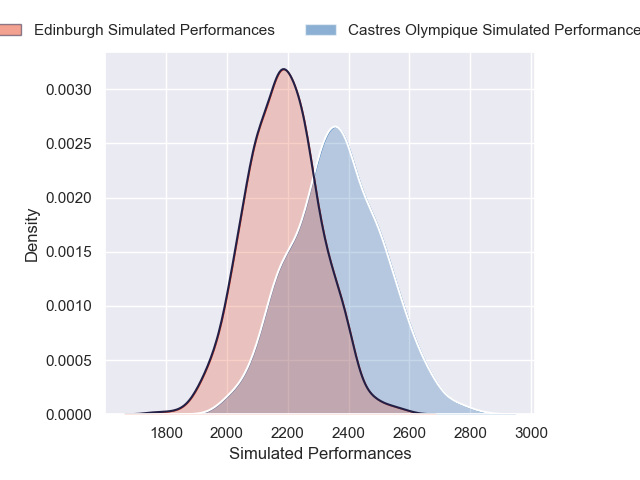 Edinburgh Simulated Performances
Castres Olympique Simulated Performance
0.0030
0.0025
0.0020
0.0015
0.0010
0.0005
0.0000
Density
1800 2000 2200 2400 2600 2800 3000
Simulated Performances